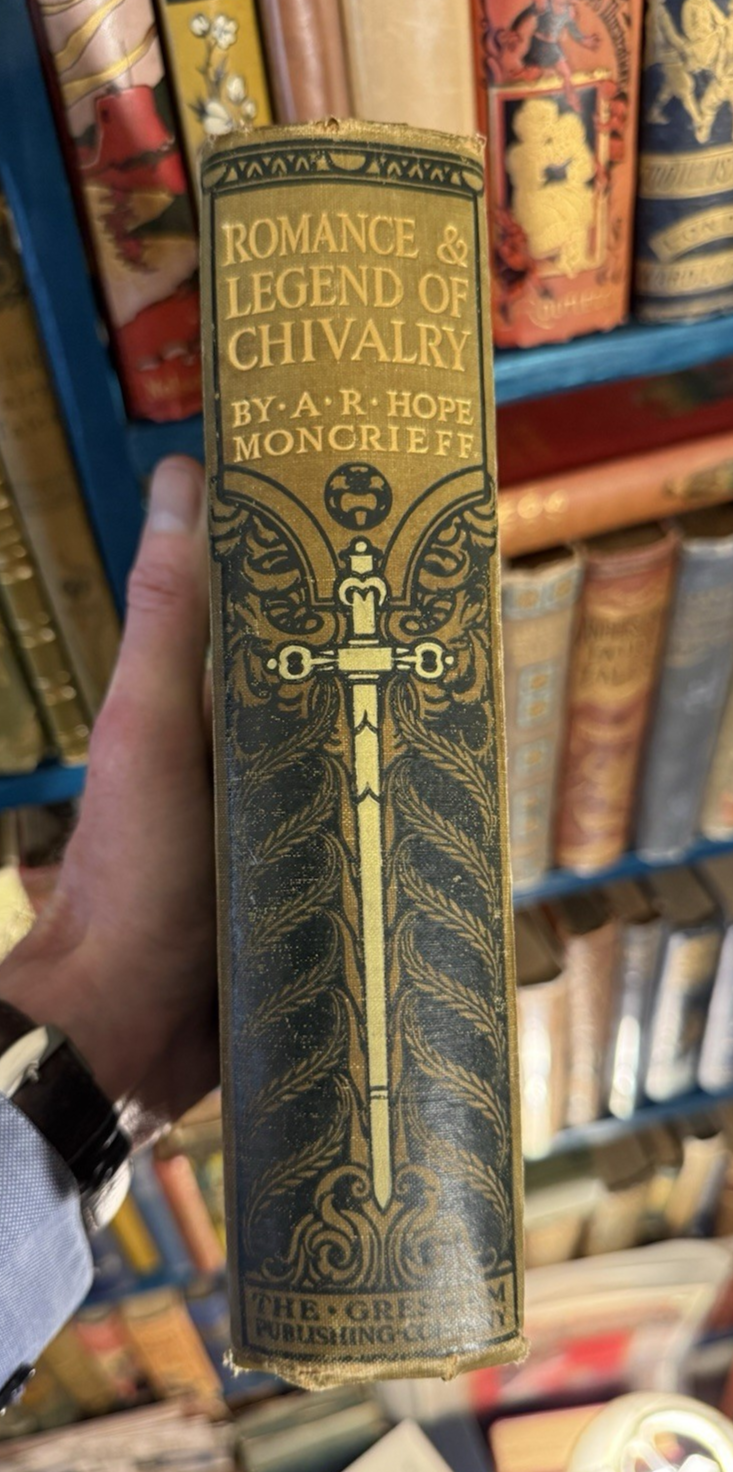 ROMANCE &
LEGEND OF
CHIVALRY
BY·A·R·HOPE
MONCRIEFF.
THE·GRESHAM
PUBLISHING·COMPANY